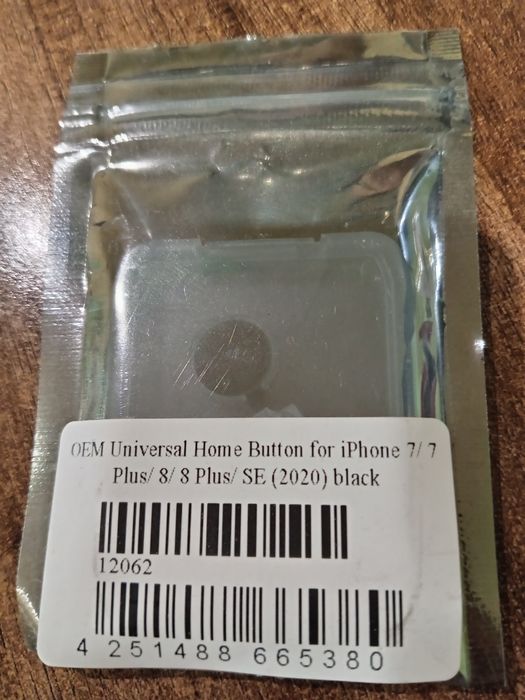 OEM Universal Home Button for iPhone 7/ 7
Plus/ 8/ 8 Plus/ SE (2020) black
12062
4 251488 665380